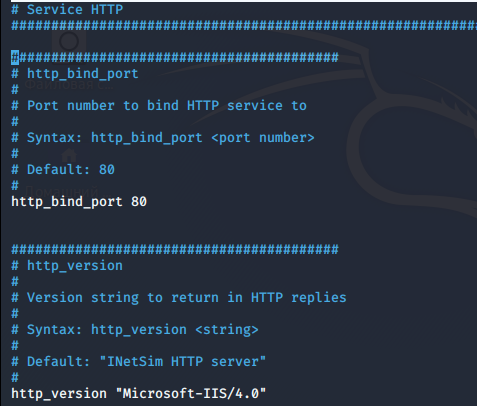 # Service HTTP
###########################################################
#########################################
# http_bind_port
#
# Port number to bind HTTP service to
#
# Syntax: http_bind_port <port number>
#
# Default: 80
#
http_bind_port 80
#########################################
# http_version
#
# Version string to return in HTTP replies
#
# Syntax: http_version <string>
#
# Default: "INetSim HTTP server"
#
http_version "Microsoft-IIS/4.0"